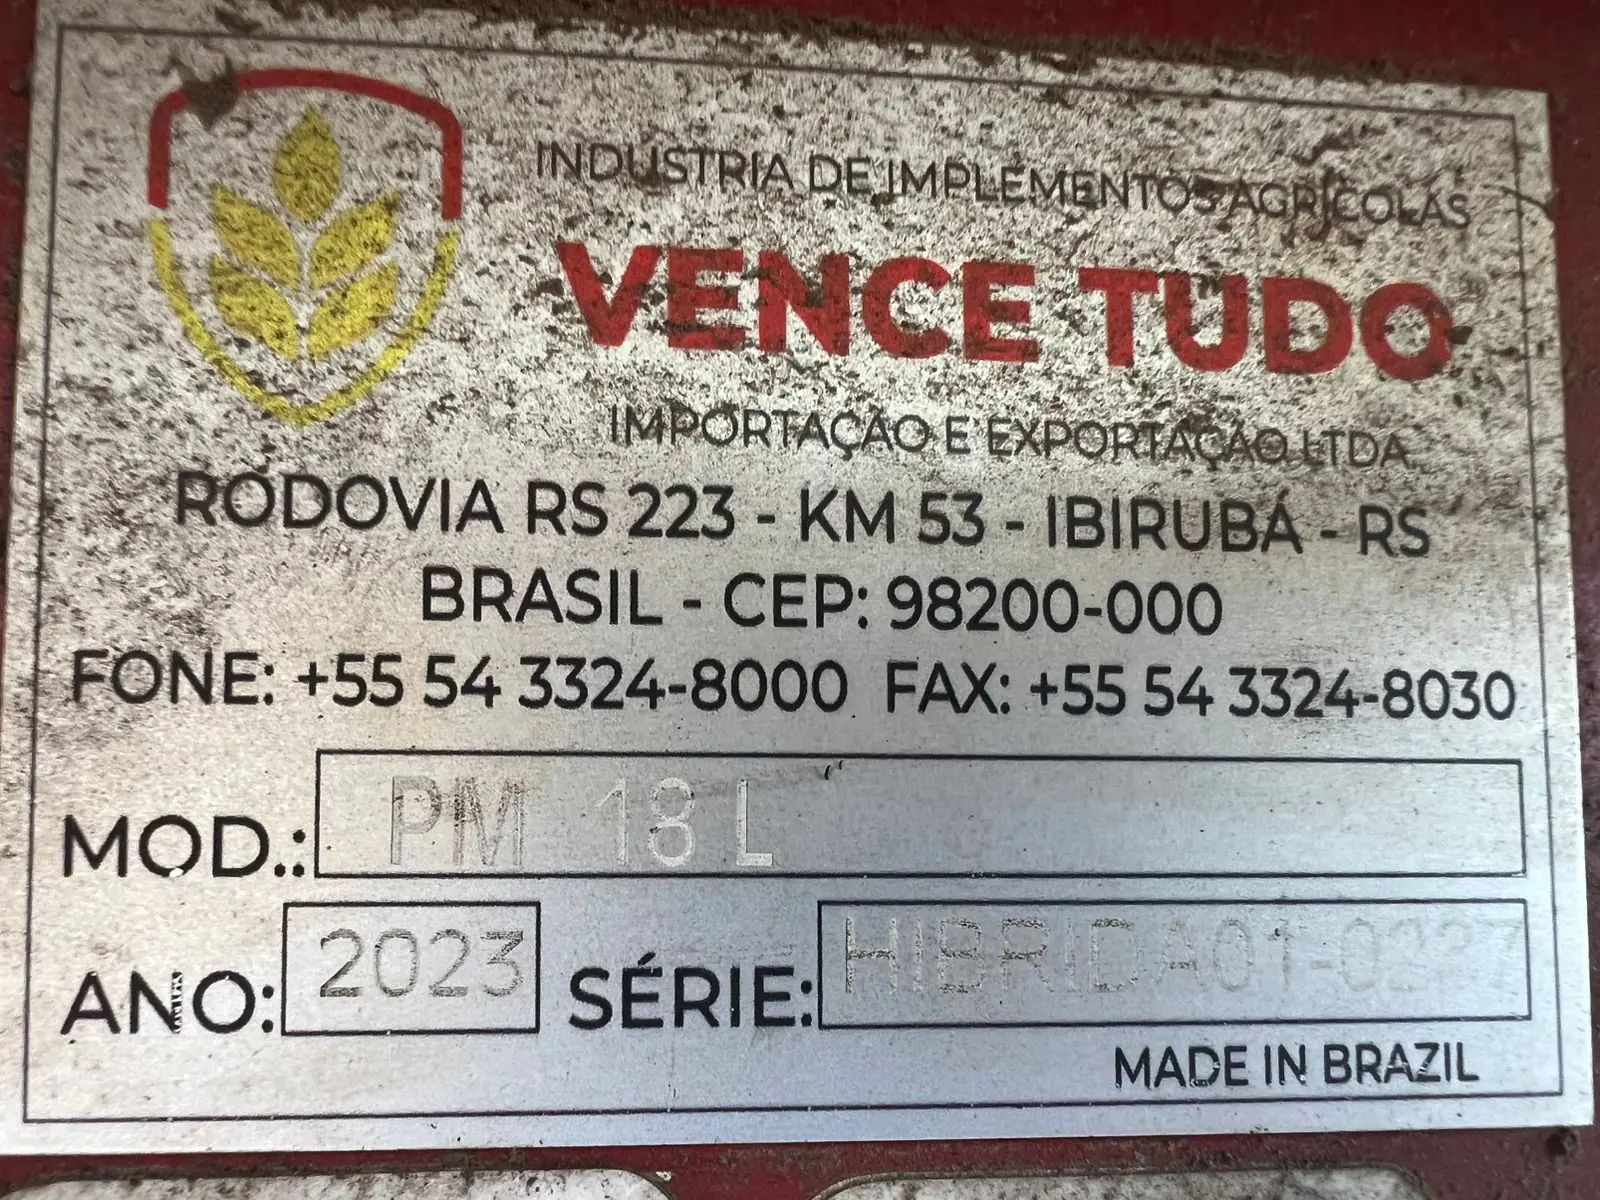 INDUSTRIA DE IMPLEMENTOS AGRÍCOLAS
VENCE TUDO
IMPORTAÇÃO E EXPORTAÇÃO LTDA
RODOVIA RS 223 - KM 53 - IBIRUBÁ - RS
BRASIL - CEP: 98200-000
FONE: +55 54 3324-8000 FAX: +55 54 3324-8030
MOD.: PM 18 L
ANO: 2023 SÉRIE:
MADE IN BRAZIL